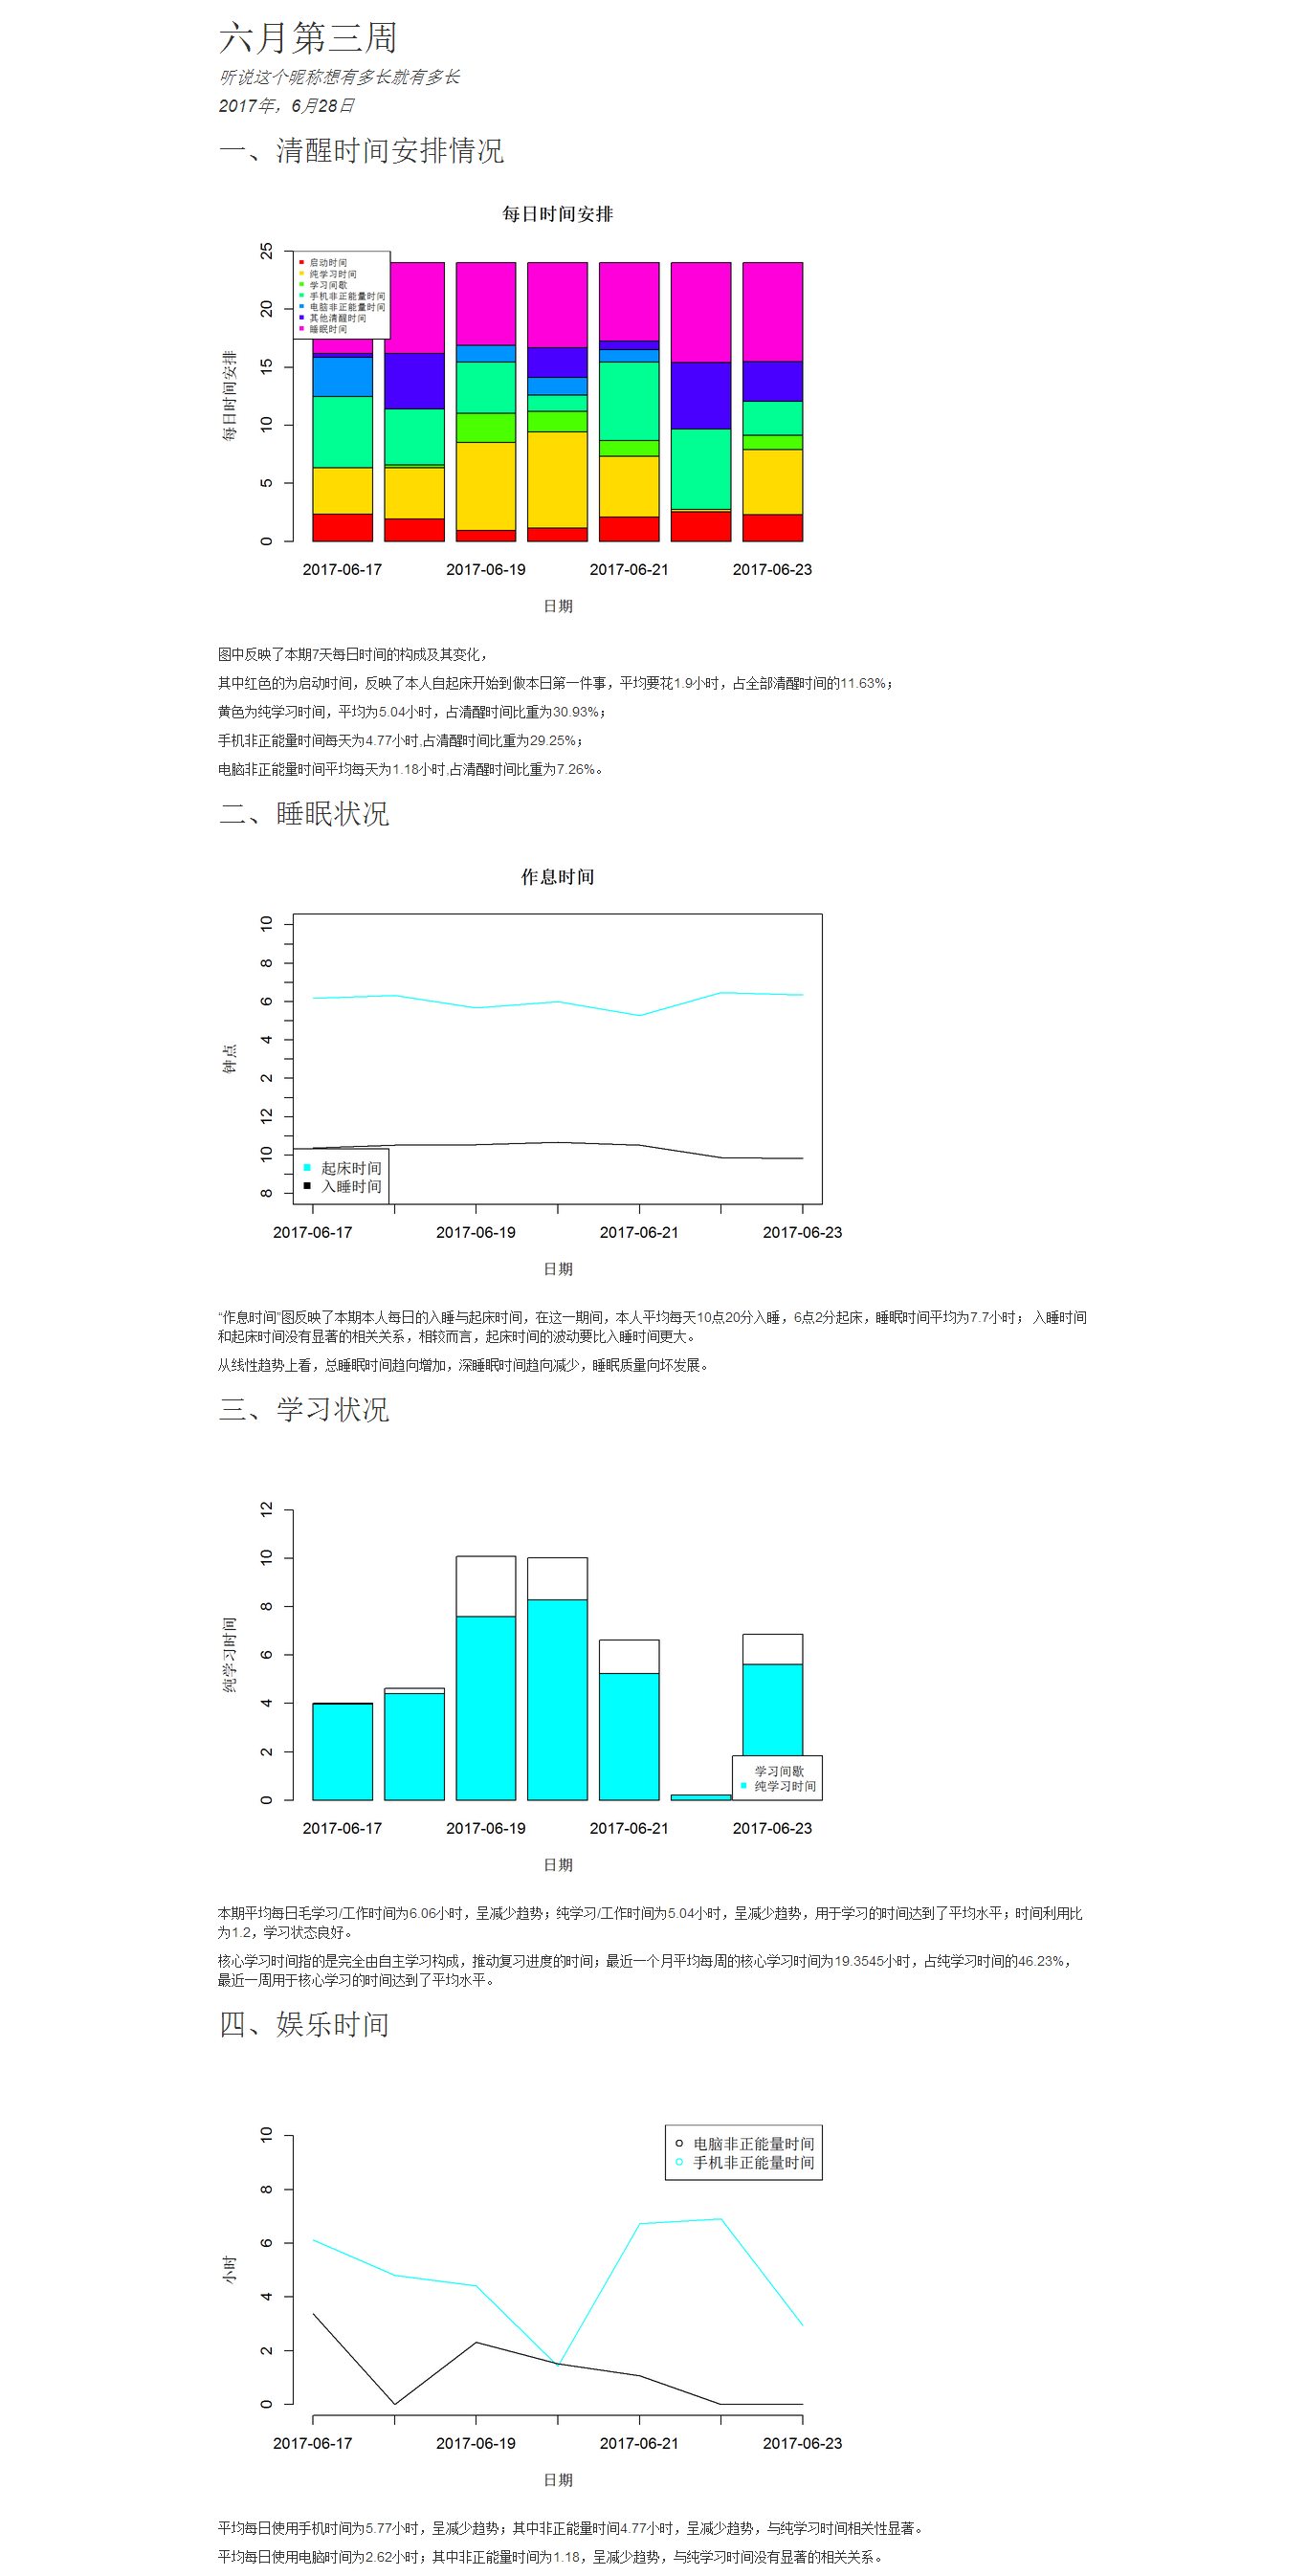 六月第三周
听说这个昵称想有多长就有多长
2017年，6月28日
一、清醒时间安排情况
每日时间安排
每日时间安排
25
20
15
10
5
0
启动时间
纯学习时间
学习间歇
手机非正能量时间
电脑非正能量时间
其他清醒时间
睡眠时间
2017-06-17 2017-06-19 2017-06-21 2017-06-23
日期
图中反映了本期7天每日时间的构成及其变化，
其中红色的为启动时间，反映了本人自起床开始到做本日第一件事，平均要花1.9小时，占全部清醒时间的11.63%；
黄色为纯学习时间，平均为5.04小时，占清醒时间比重为30.93%；
手机非正能量时间每天为4.77小时,占清醒时间比重为29.25%；
电脑非正能量时间平均每天为1.18小时,占清醒时间比重为7.26%。
二、睡眠状况
作息时间
钟点
10
8
6
4
2
12
10
8
起床时间
入睡时间
2017-06-17 2017-06-19 2017-06-21 2017-06-23
日期
“作息时间”图反映了本期本人每日的入睡与起床时间，在这一期间，本人平均每天10点20分入睡，6点2分起床，睡眠时间平均为7.7小时； 入睡时间
和起床时间没有显著的相关关系，相较而言，起床时间的波动要比入睡时间更大。
从线性趋势上看，总睡眠时间趋向增加，深睡眠时间趋向减少，睡眠质量向坏发展。
三、学习状况
纯学习时间
12
10
8
6
4
2
0
学习间歇
纯学习时间
2017-06-17 2017-06-19 2017-06-21 2017-06-23
日期
本期平均每日毛学习/工作时间为6.06小时，呈减少趋势；纯学习/工作时间为5.04小时，呈减少趋势，用于学习的时间达到了平均水平；时间利用比
为1.2，学习状态良好。
核心学习时间指的是完全由自主学习构成，推动复习进度的时间；最近一个月平均每周的核心学习时间为19.3545小时，占纯学习时间的46.23%，
最近一周用于核心学习的时间达到了平均水平。
四、娱乐时间
小时
10
8
6
4
2
0
电脑非正能量时间
手机非正能量时间
2017-06-17 2017-06-19 2017-06-21 2017-06-23
日期
平均每日使用手机时间为5.77小时，呈减少趋势；其中非正能量时间4.77小时，呈减少趋势，与纯学习时间相关性显著。
平均每日使用电脑时间为2.62小时；其中非正能量时间为1.18，呈减少趋势，与纯学习时间没有显著的相关关系。